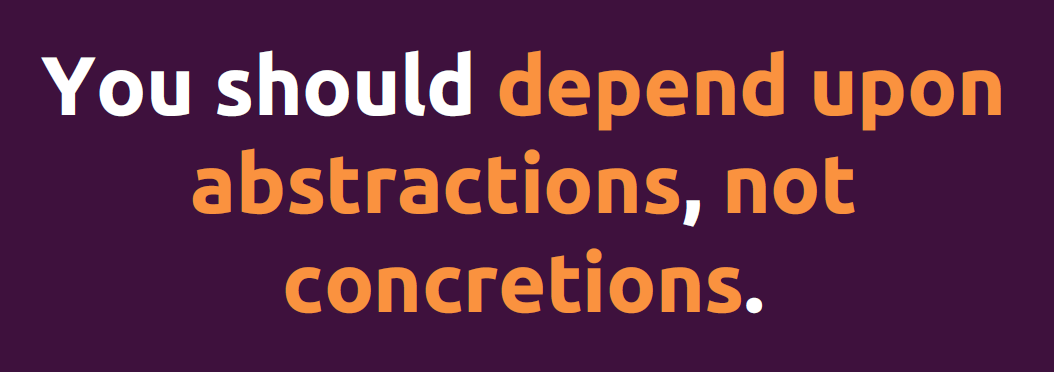 You should depend upon
abstractions, not
concretions.